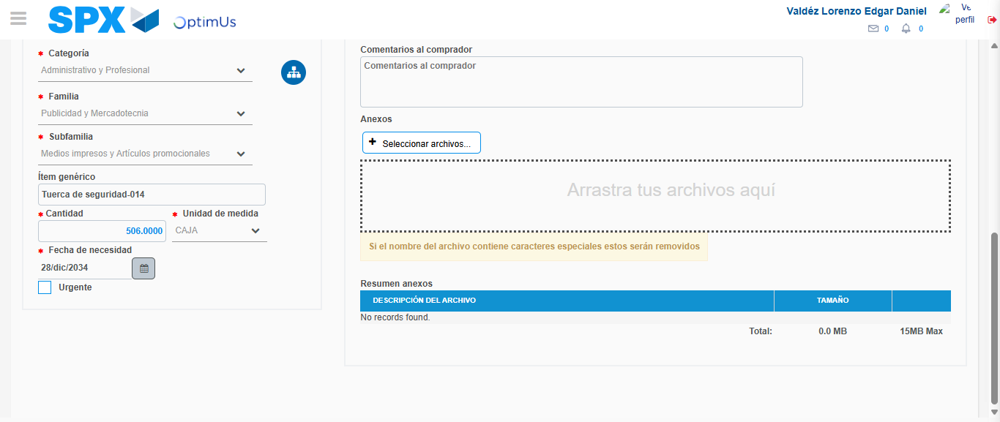 SPX
OptimUs
Valdéz Lorenzo Edgar Daniel
0
0
Ve
perfil
* Categoría
Administrativo y Profesional
* Familia
Publicidad y Mercadotecnia
* Subfamilia
Medios impresos y Artículos promocionales
Ítem genérico
Tuerca de seguridad-014
* Cantidad
* Unidad de medida
506.0000
CAJA
* Fecha de necesidad
28/dic/2034
Urgente
Comentarios al comprador
Comentarios al comprador
Anexos
+ Seleccionar archivos...
Arrastra tus archivos aquí
Si el nombre del archivo contiene caracteres especiales estos serán removidos
Resumen anexos
DESCRIPCIÓN DEL ARCHIVO TAMAÑO
No records found.
Total: 0.0 MB 15MB Max